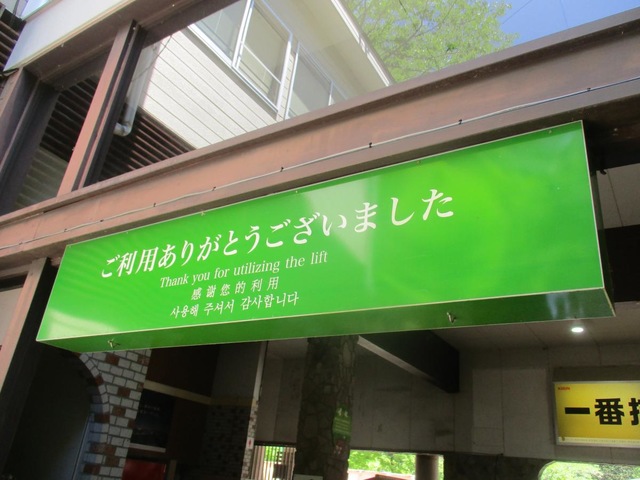 ご利用ありがとうございました
Thank you for utilizing the lift
感谢您的利用
사용해 주셔서 감사합니다
一番